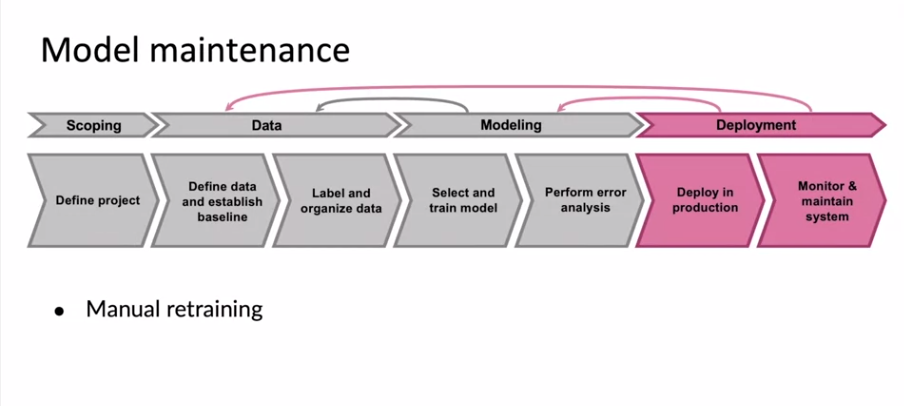 Model maintenance
Scoping
Data
Modeling
Deployment
Define project
Define data
and establish
baseline
Label and
organize data
Select and
train model
Perform error
analysis
Deploy in
production
Monitor &
maintain
system
• Manual retraining